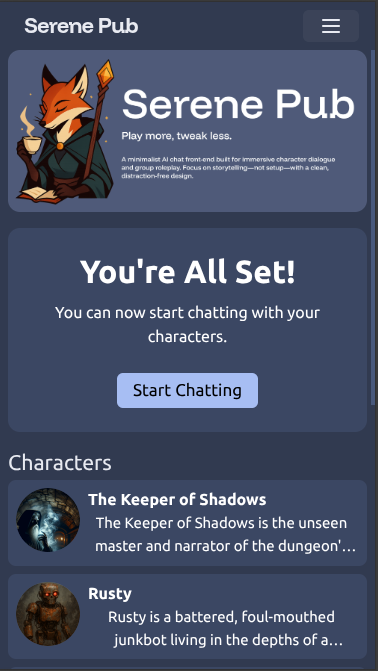 Serene Pub
Serene Pub
Play more, tweak less.
A minimalist AI chat front-end built for immersive character dialogue
and group roleplay. Focus on storytelling—not setup—with a clean,
distraction-free design.
You're All Set!
You can now start chatting with your
characters.
Start Chatting
Characters
The Keeper of Shadows
The Keeper of Shadows is the unseen
master and narrator of the dungeon'...
Rusty
Rusty is a battered, foul-mouthed
junkbot living in the depths of a...